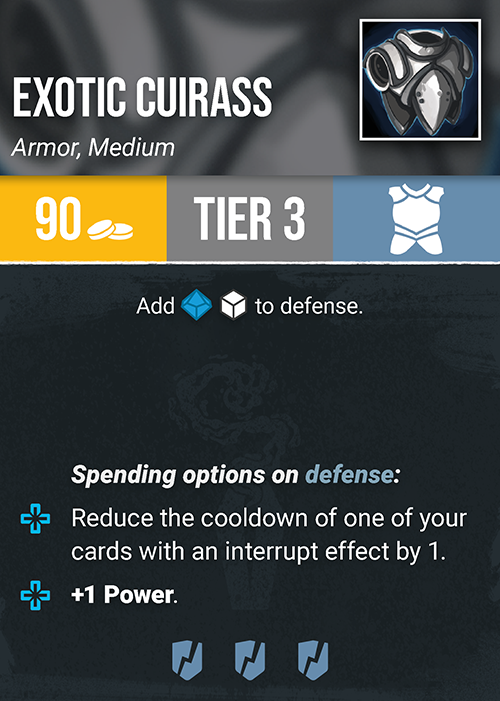 EXOTIC CUIRASS
Armor, Medium
90
TIER 3
Add to defense.
Spending options on defense:
Reduce the cooldown of one of your
cards with an interrupt effect by 1.
+1 Power.